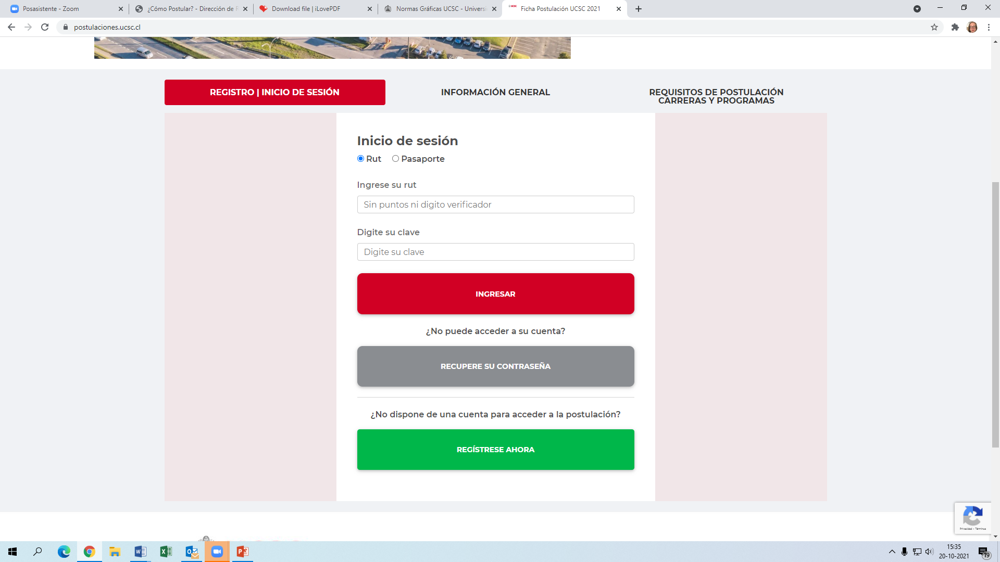 Posasistente - Zoom
¿Cómo Postular? - Dirección de R
Download file | iLovePDF
Normas Gráficas UCSC - Universi
Ficha Postulación UCSC 2021
postulaciones.ucsc.cl
REGISTRO | INICIO DE SESIÓN
INFORMACIÓN GENERAL
REQUISITOS DE POSTULACIÓN
CARRERAS Y PROGRAMAS
Inicio de sesión
Rut
Pasaporte
Ingrese su rut
Sin puntos ni digito verificador
Digite su clave
Digite su clave
INGRESAR
¿No puede acceder a su cuenta?
RECUPERE SU CONTRASEÑA
¿No dispone de una cuenta para acceder a la postulación?
REGÍSTRESE AHORA
Privacidad - Términos
15:35
20-10-2021
19